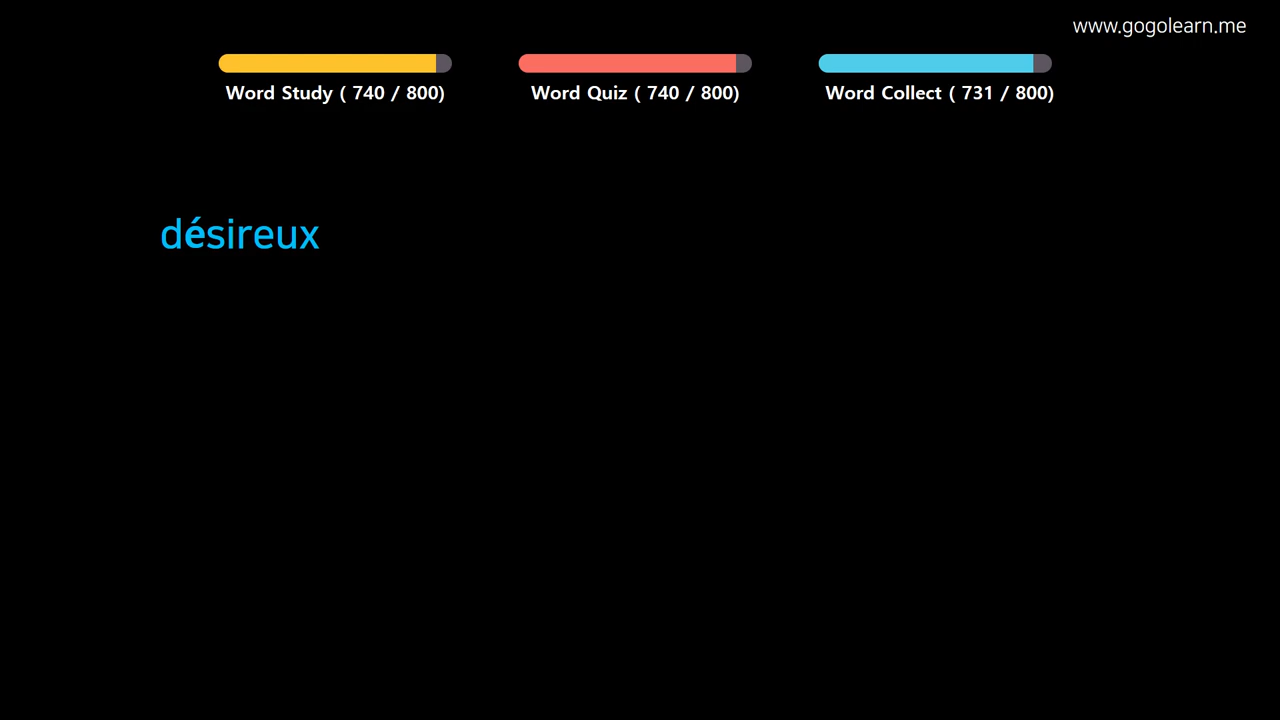 www.gogolearn.me
Word Study ( 740 / 800)
Word Quiz ( 740 / 800)
Word Collect ( 731 / 800)
désireux